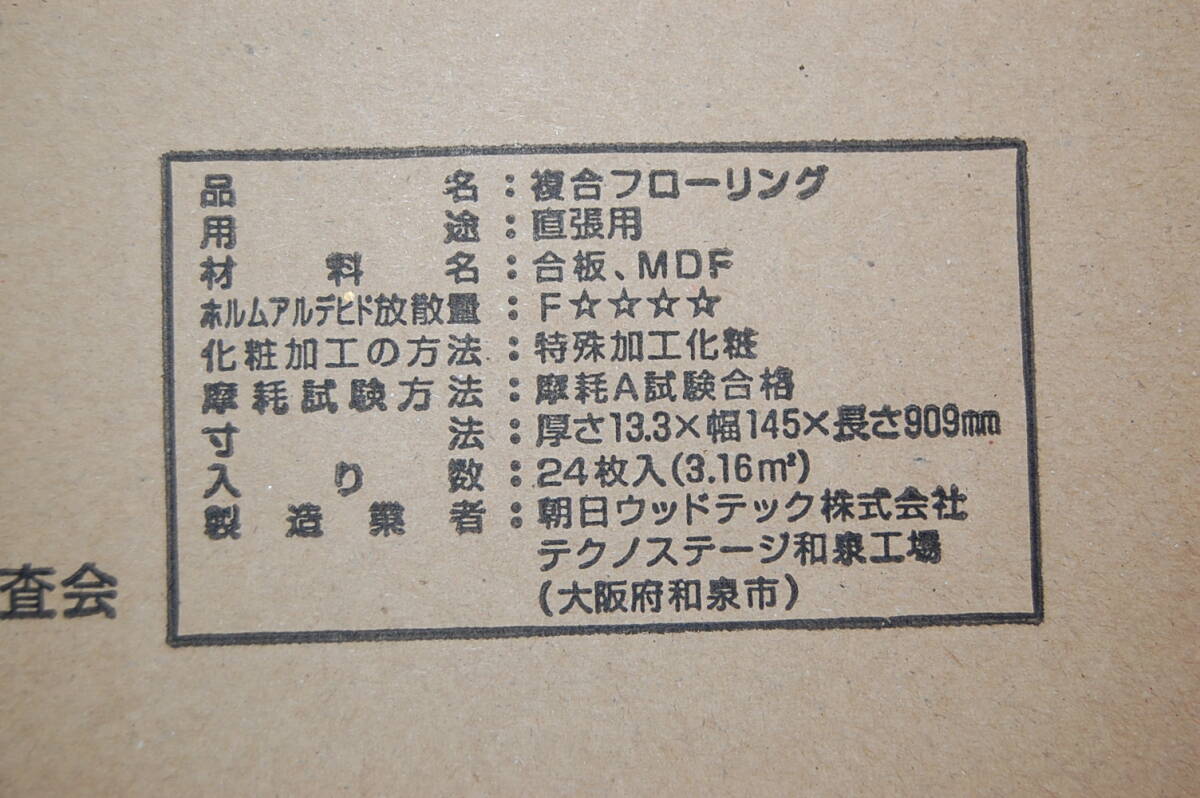 品名：複合フローリング
用途：直張用
材料名：合板、MDF
ホルムアルデヒド放散量：F☆☆☆☆
化粧加工の方法：特殊加工化粧
摩耗試験方法：摩耗A試験合格
寸法：厚さ13.3×幅145×長さ909mm
入り数：24枚入(3.16m²)
製造業者：朝日ウッドテック株式会社
テクノステージ和泉工場
(大阪府和泉市)
査会